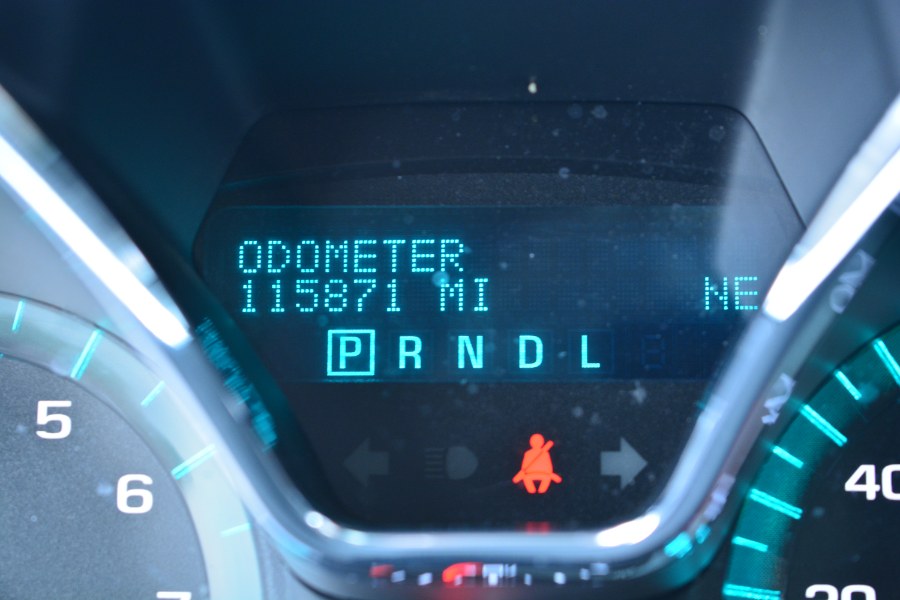 ODOMETER
115871 MI NE
P R N D L
5
6
40